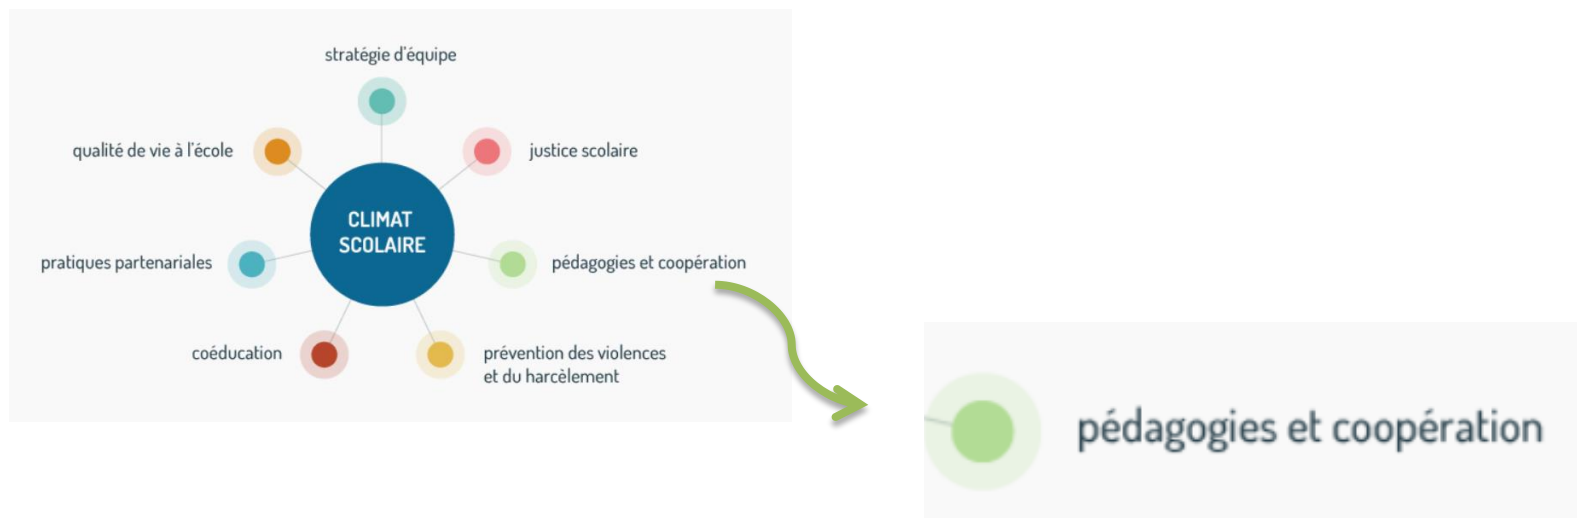 stratégie d'équipe
qualité de vie à l'école
justice scolaire
CLIMAT
SCOLAIRE
pratiques partenariales
pédagogies et coopération
coéducation
prévention des violences
et du harcèlement
pédagogies et coopération